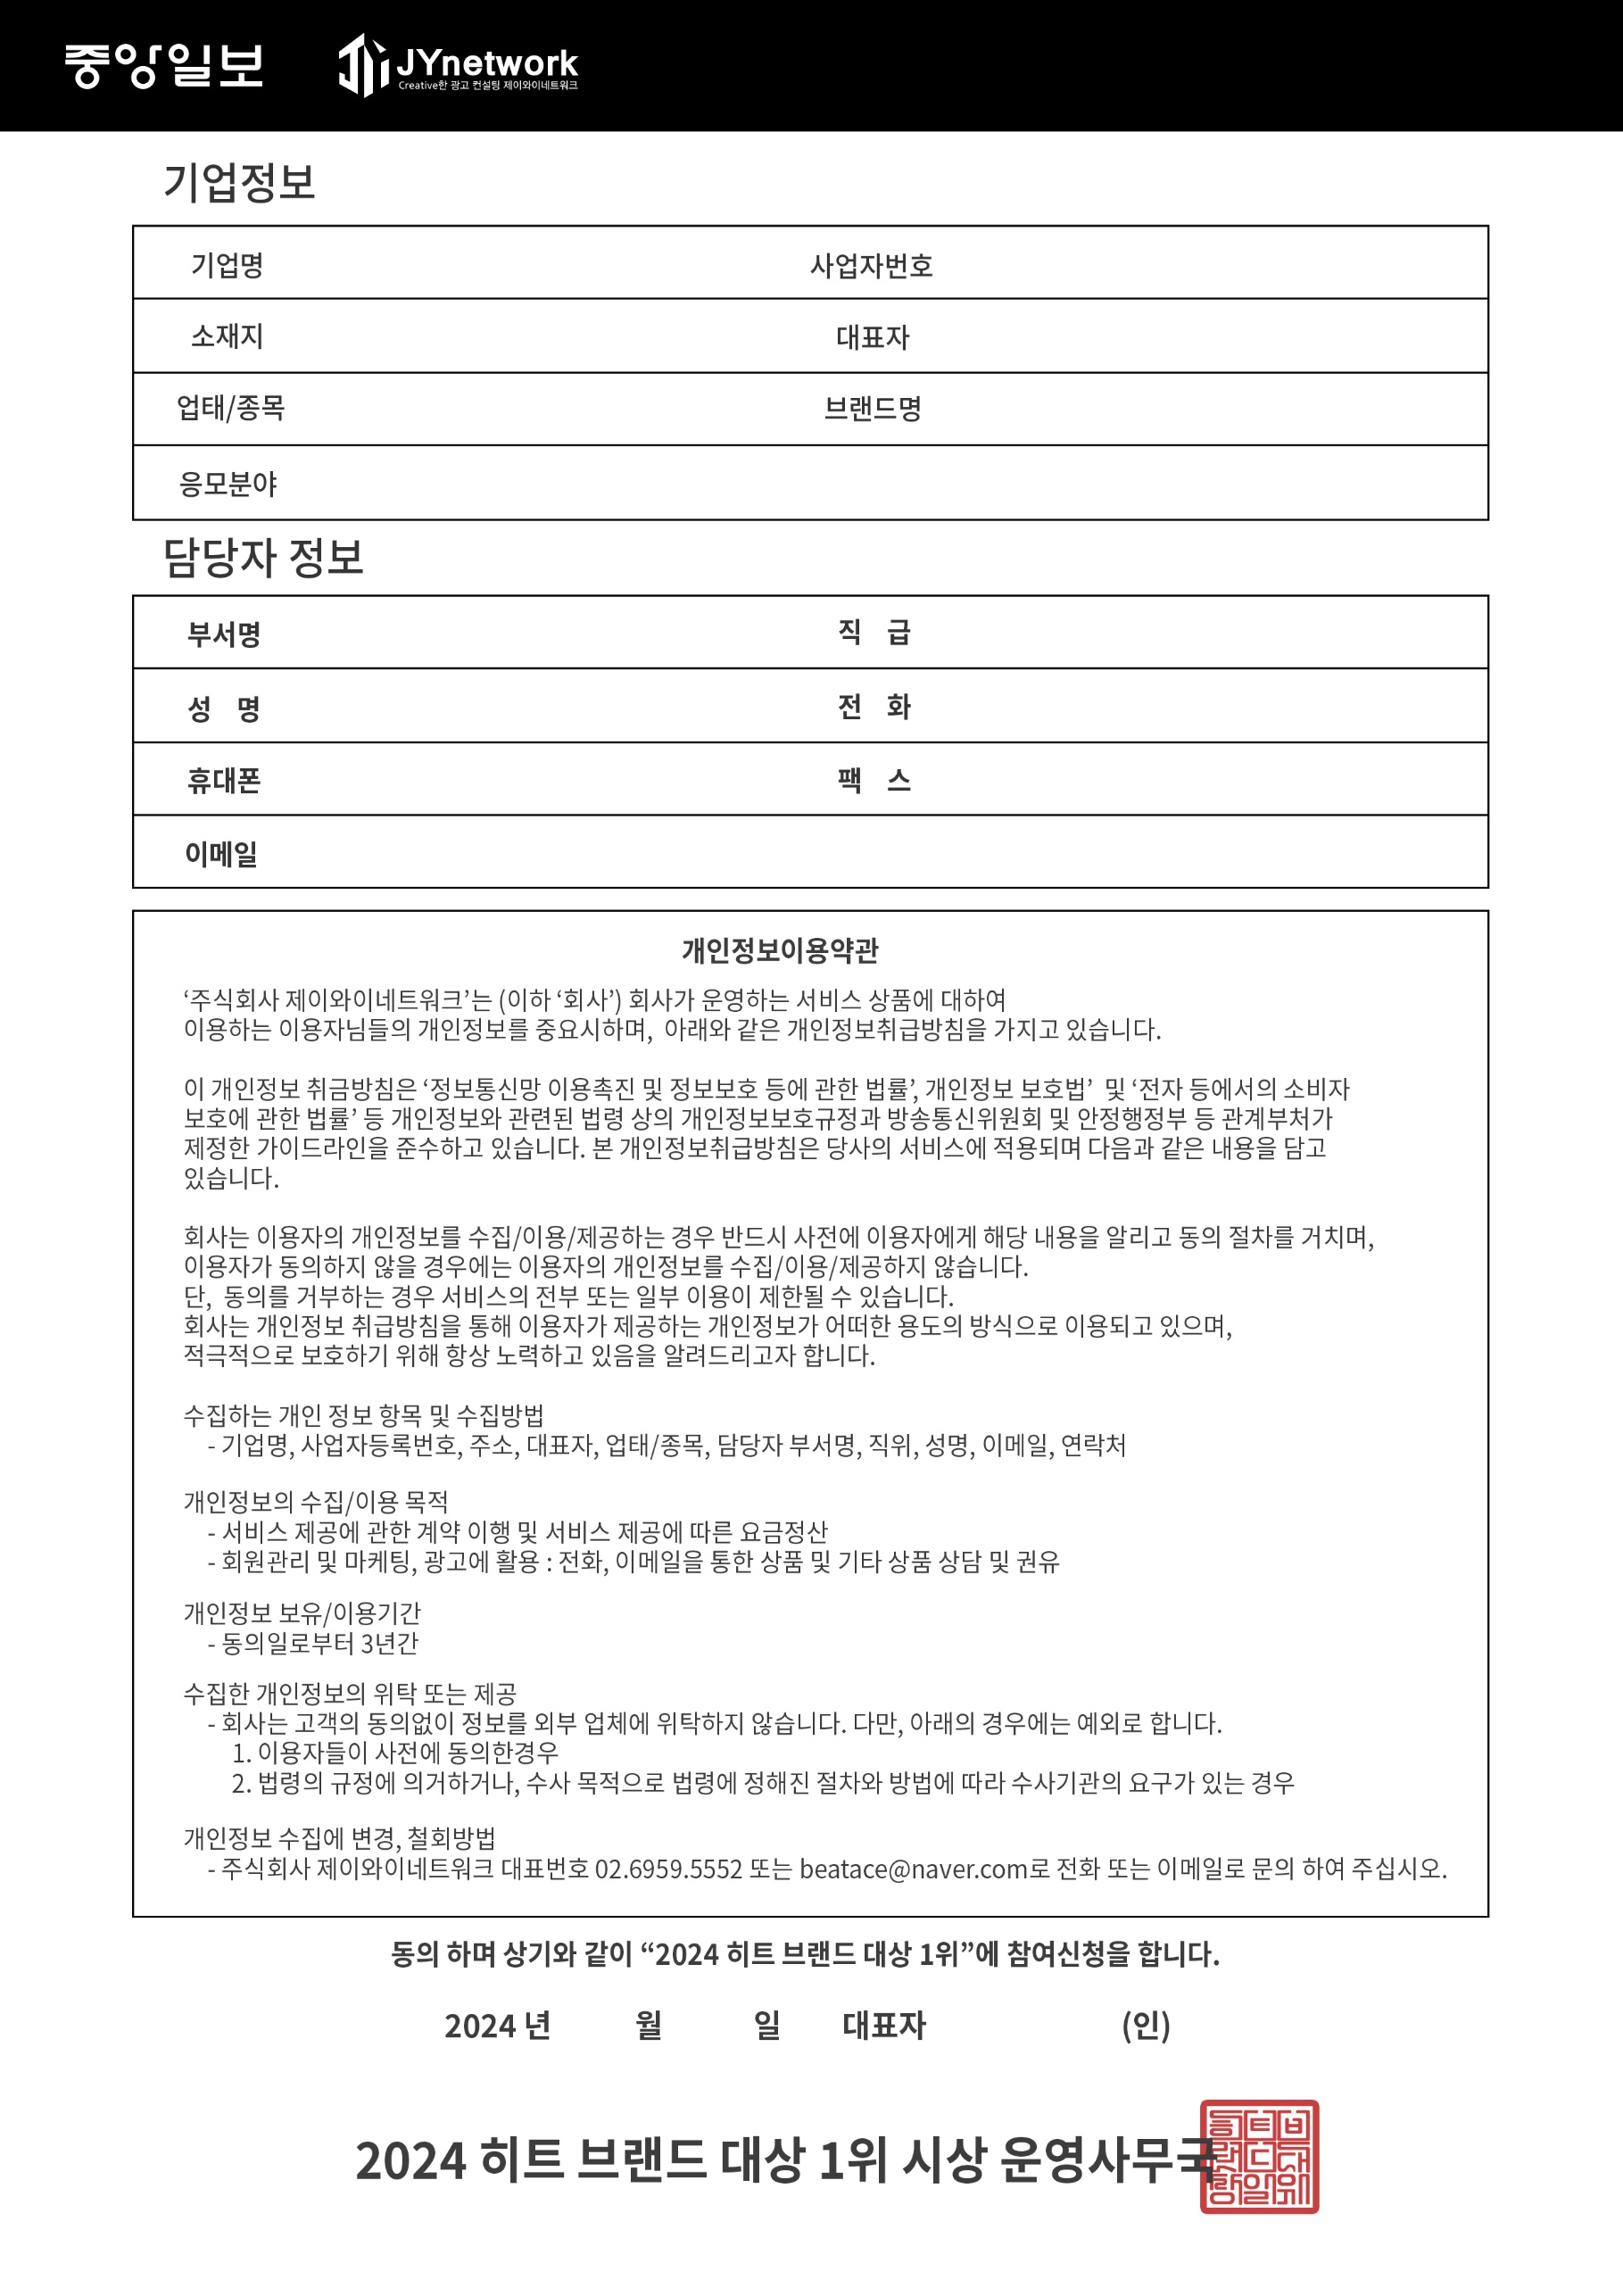 중앙일보 JYnetwork
Creative한 광고 컨설팅 제이와이네트워크
기업정보
기업명 사업자번호
소재지 대표자
업태/종목 브랜드명
응모분야
담당자 정보
부서명 직 급
성 명 전 화
휴대폰 팩 스
이메일
개인정보이용약관
‘주식회사 제이와이네트워크’는 (이하 ‘회사’) 회사가 운영하는 서비스 상품에 대하여
이용하는 이용자님들의 개인정보를 중요시하며, 아래와 같은 개인정보취급방침을 가지고 있습니다.
이 개인정보 취금방침은 ‘정보통신망 이용촉진 및 정보보호 등에 관한 법률’, 개인정보 보호법’ 및 ‘전자 등에서의 소비자
보호에 관한 법률’ 등 개인정보와 관련된 법령 상의 개인정보보호규정과 방송통신위원회 및 안정행정부 등 관계부처가
제정한 가이드라인을 준수하고 있습니다. 본 개인정보취급방침은 당사의 서비스에 적용되며 다음과 같은 내용을 담고
있습니다.
회사는 이용자의 개인정보를 수집/이용/제공하는 경우 반드시 사전에 이용자에게 해당 내용을 알리고 동의 절차를 거치며,
이용자가 동의하지 않을 경우에는 이용자의 개인정보를 수집/이용/제공하지 않습니다.
단, 동의를 거부하는 경우 서비스의 전부 또는 일부 이용이 제한될 수 있습니다.
회사는 개인정보 취급방침을 통해 이용자가 제공하는 개인정보가 어떠한 용도의 방식으로 이용되고 있으며,
적극적으로 보호하기 위해 항상 노력하고 있음을 알려드리고자 합니다.
수집하는 개인 정보 항목 및 수집방법
- 기업명, 사업자등록번호, 주소, 대표자, 업태/종목, 담당자 부서명, 직위, 성명, 이메일, 연락처
개인정보의 수집/이용 목적
- 서비스 제공에 관한 계약 이행 및 서비스 제공에 따른 요금정산
- 회원관리 및 마케팅, 광고에 활용 : 전화, 이메일을 통한 상품 및 기타 상품 상담 및 권유
개인정보 보유/이용기간
- 동의일로부터 3년간
수집한 개인정보의 위탁 또는 제공
- 회사는 고객의 동의없이 정보를 외부 업체에 위탁하지 않습니다. 다만, 아래의 경우에는 예외로 합니다.
1. 이용자들이 사전에 동의한경우
2. 법령의 규정에 의거하거나, 수사 목적으로 법령에 정해진 절차와 방법에 따라 수사기관의 요구가 있는 경우
개인정보 수집에 변경, 철회방법
- 주식회사 제이와이네트워크 대표번호 02.6959.5552 또는 beatace@naver.com로 전화 또는 이메일로 문의 하여 주십시오.
동의 하며 상기와 같이 “2024 히트 브랜드 대상 1위”에 참여신청을 합니다.
2024 년 월 일 대표자 (인)
2024 히트 브랜드 대상 1위 시상 운영사무국